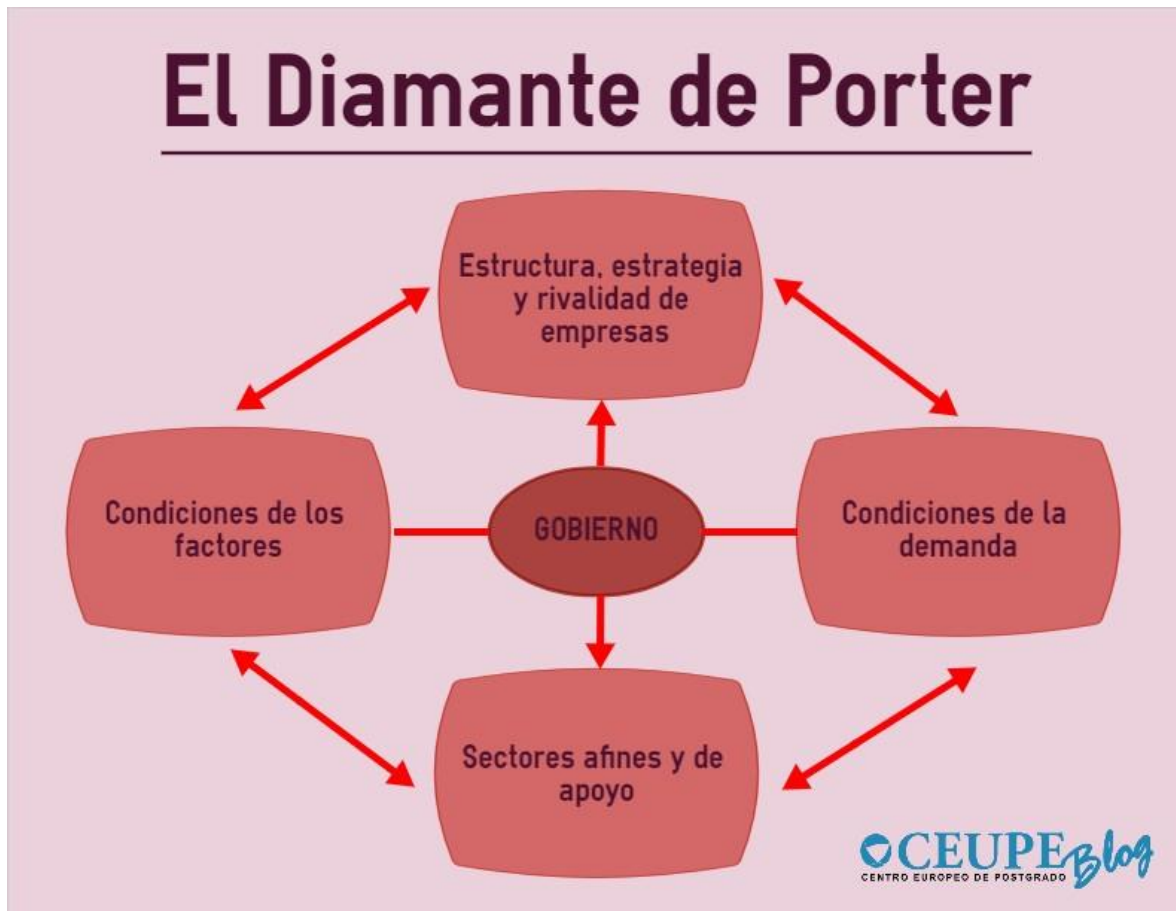 El Diamante de Porter
Estructura, estrategia
y rivalidad de
empresas
Condiciones de los
factores
GOBIERNO
Condiciones de la
demanda
Sectores afines y de
apoyo
CEUPE Blog
CENTRO EUROPEO DE POSTGRADO